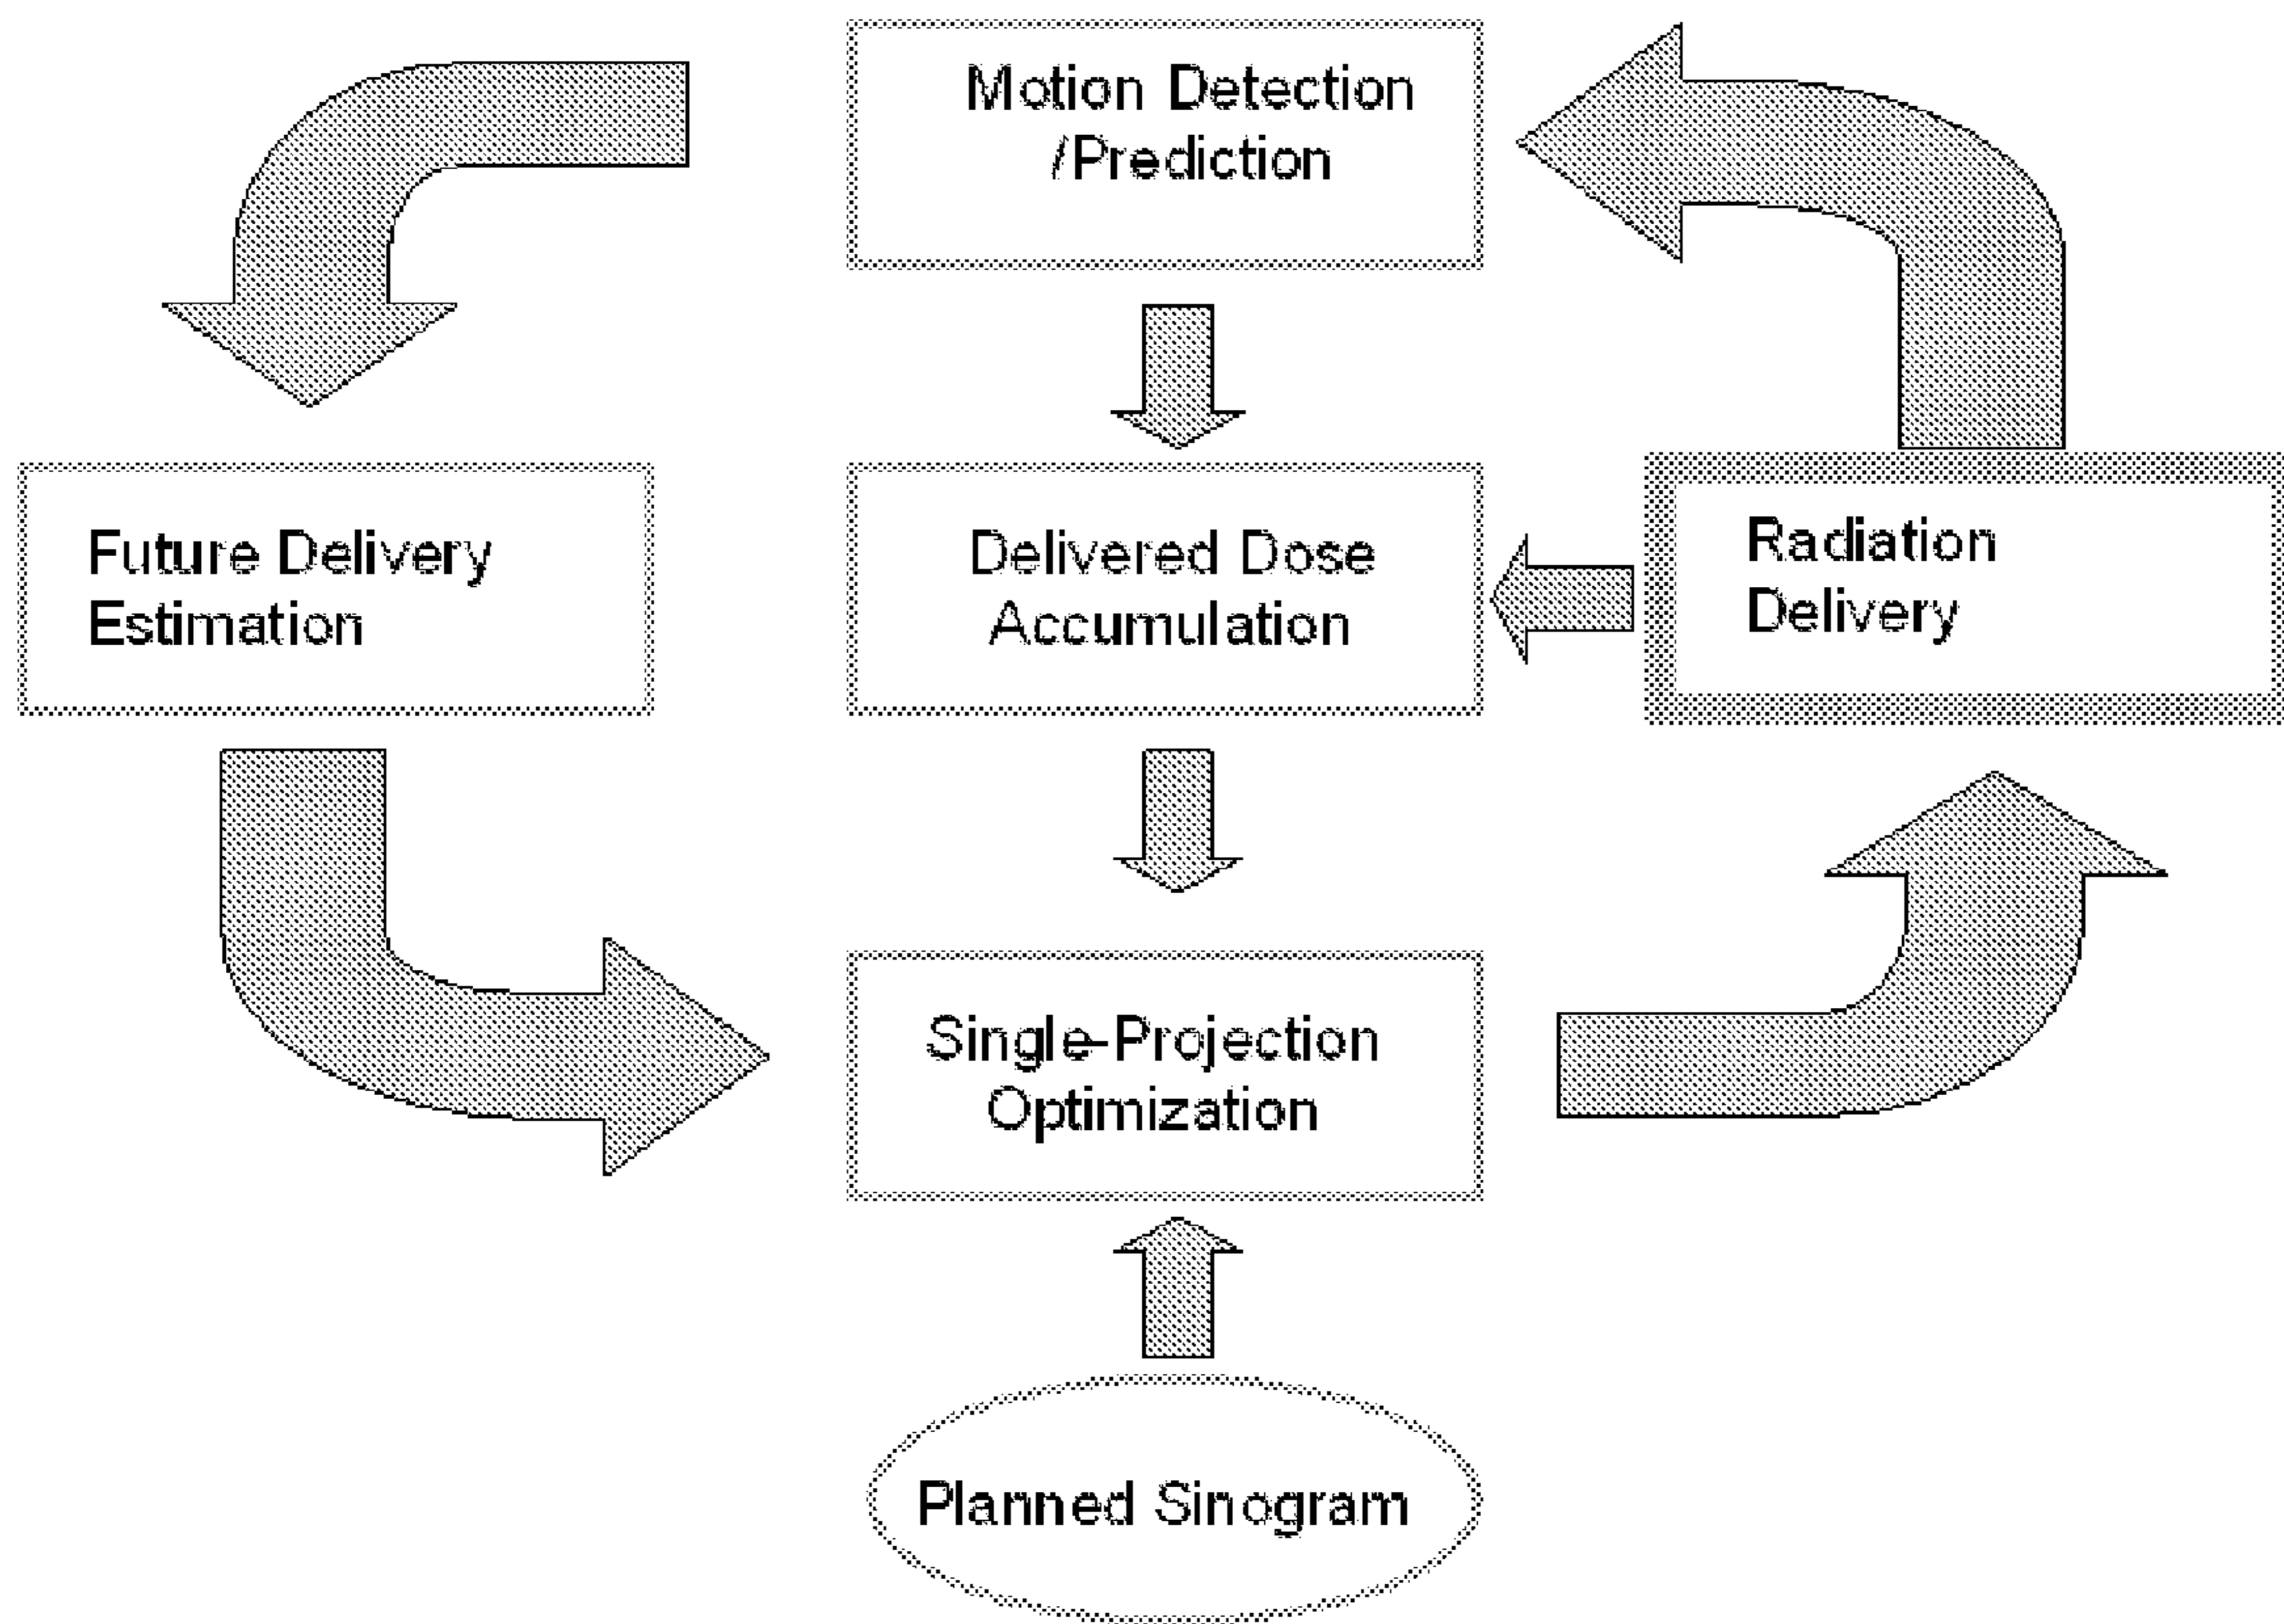 Motion Detection
/Prediction
Future Delivery
Estimation
Delivered Dose
Accumulation
Radiation
Delivery
Single-Projection
Optimization
Planned Sinogram